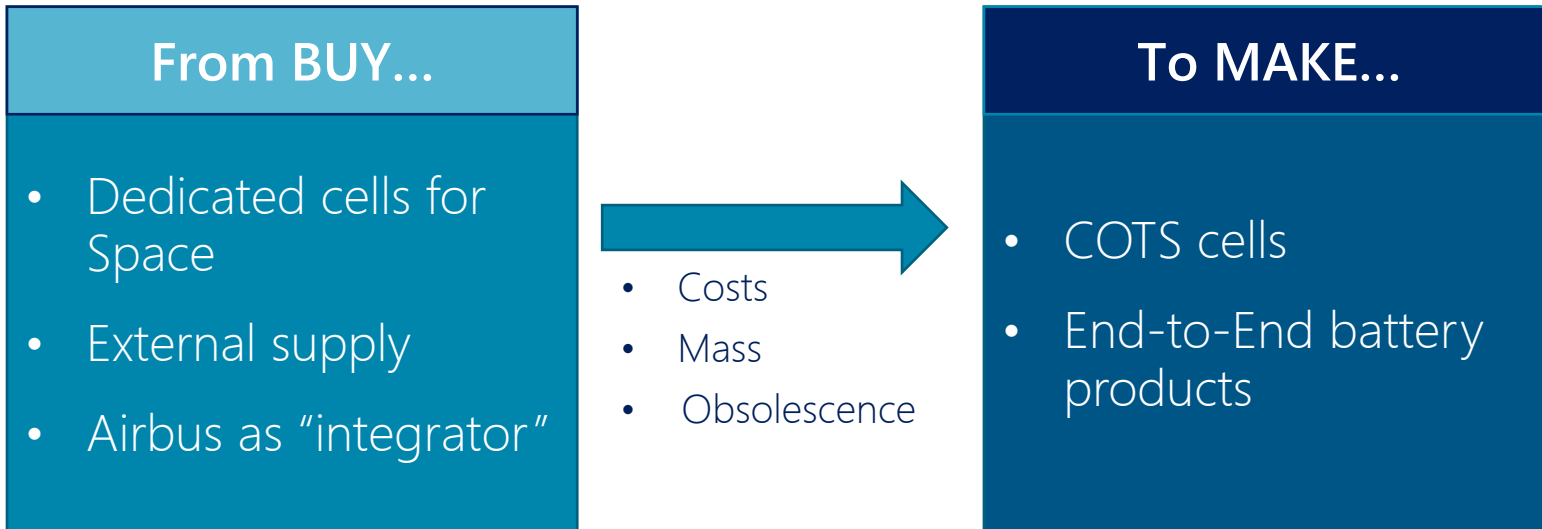 From BUY...
• Dedicated cells for
Space
• External supply
• Airbus as “integrator”
• Costs
• Mass
• Obsolescence
To MAKE...
• COTS cells
• End-to-End battery
products